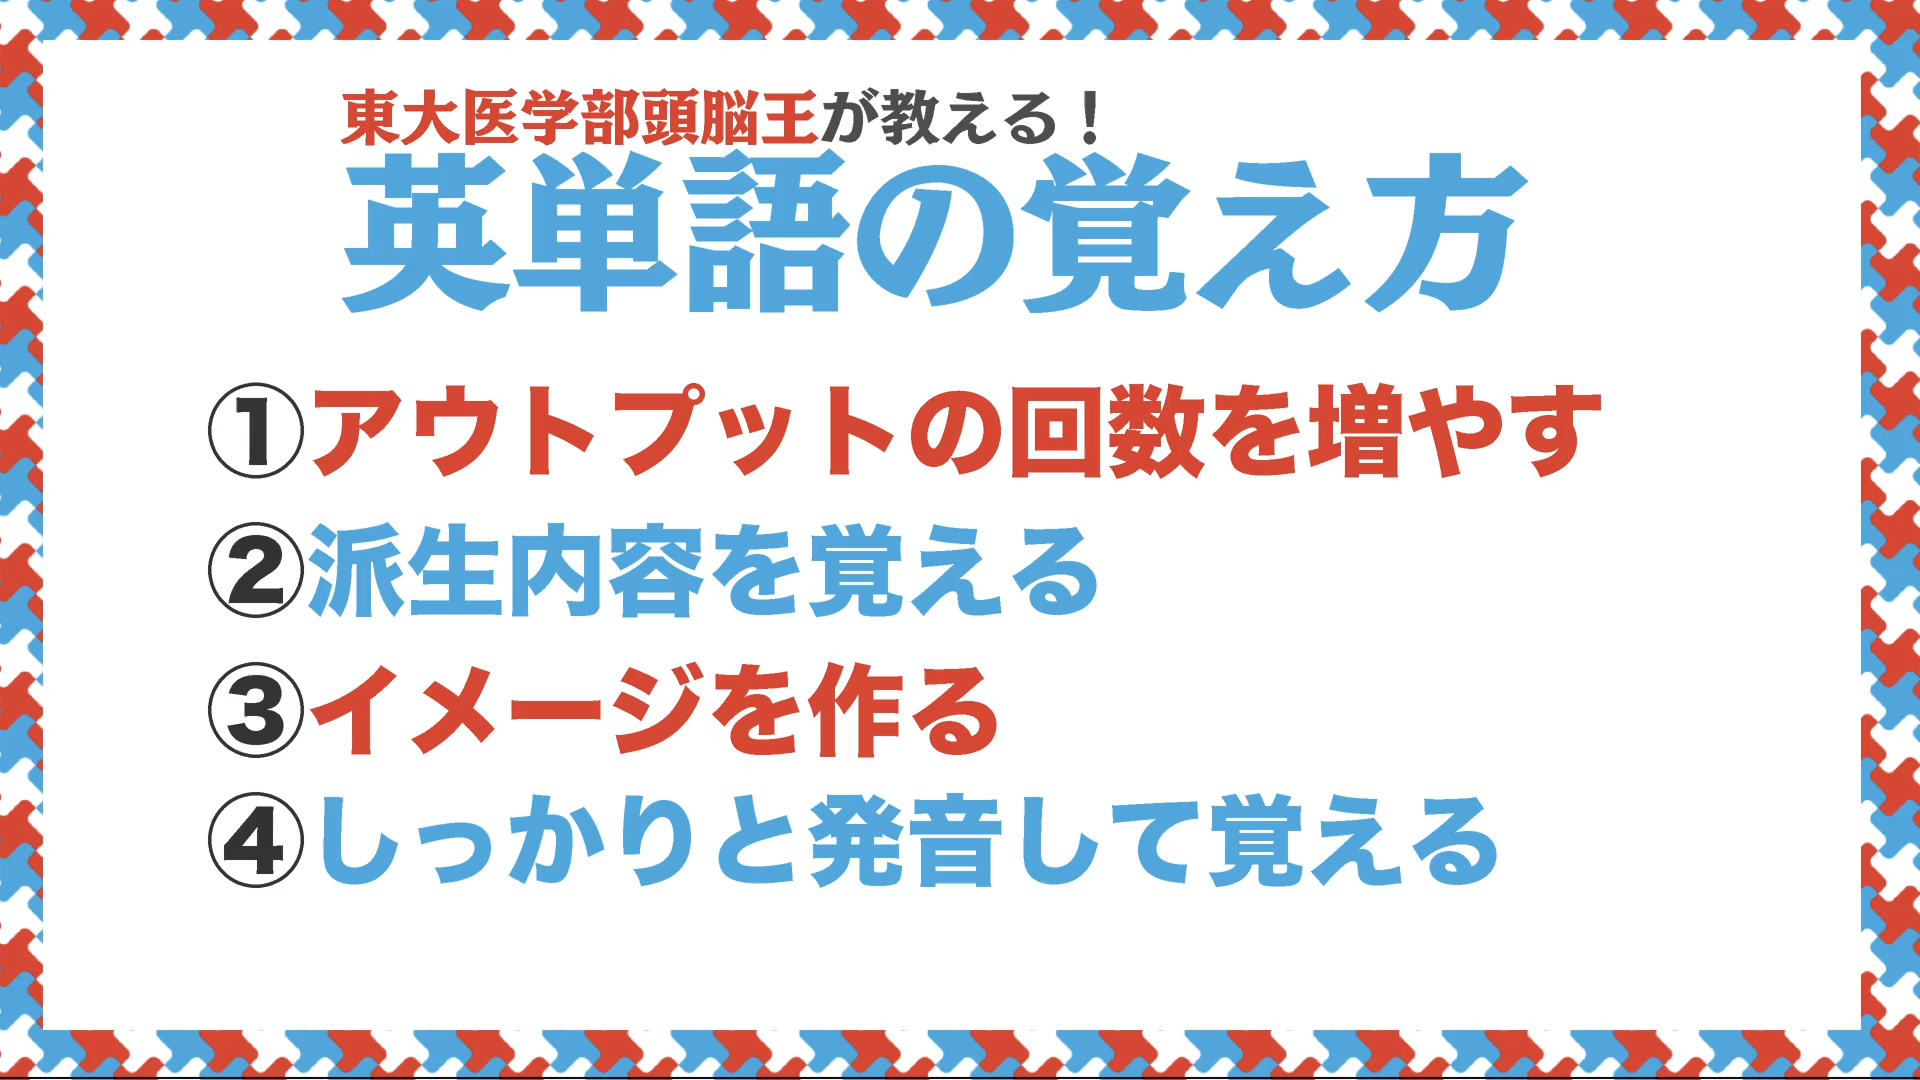 東大医学部頭脳王が教える！
英単語の覚え方
①アウトプットの回数を増やす
②派生内容を覚える
③イメージを作る
④しっかりと発音して覚える